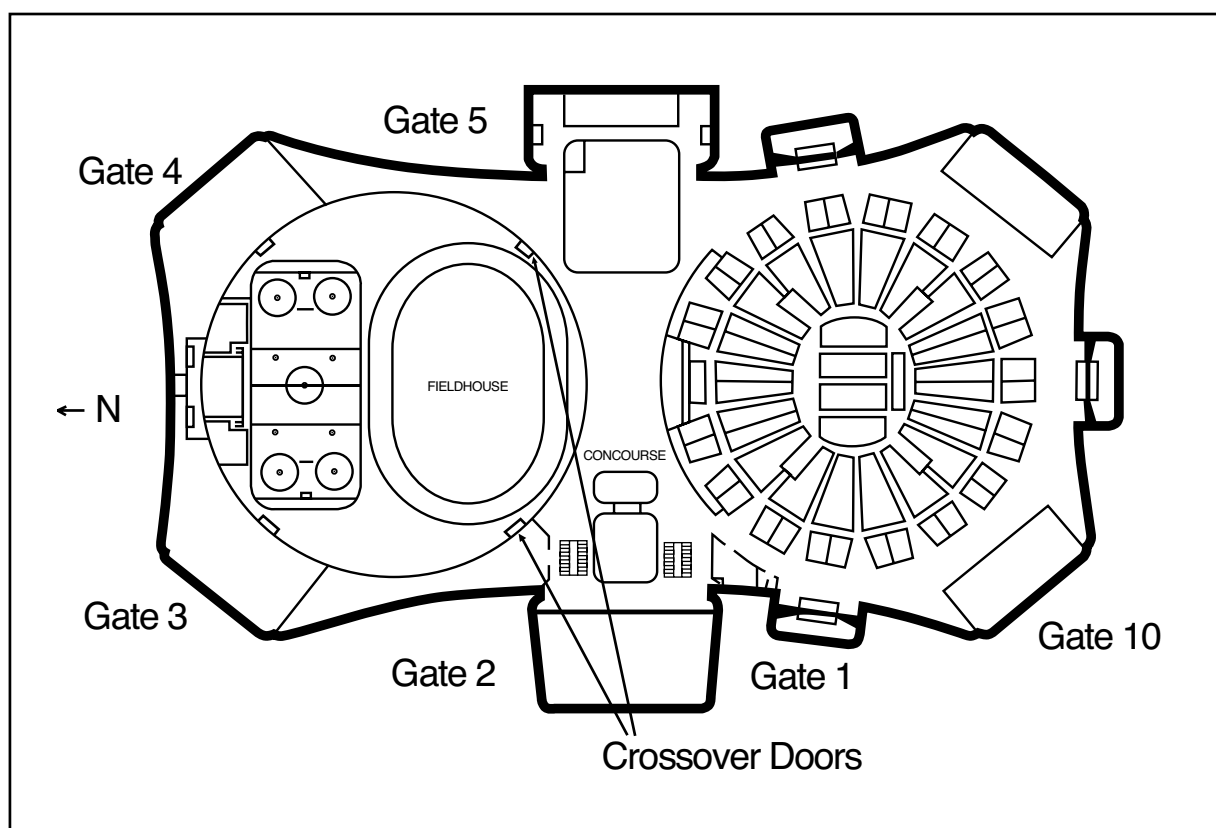 Gate 5
Gate 4
FIELDHOUSE
← N
CONCOURSE
Gate 3
Gate 10
Gate 2
Gate 1
Crossover Doors